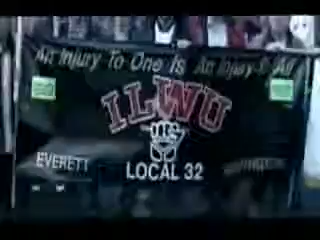 An Injury To One Is An Injury To All
ILWU
EVERETT
LOCAL 32